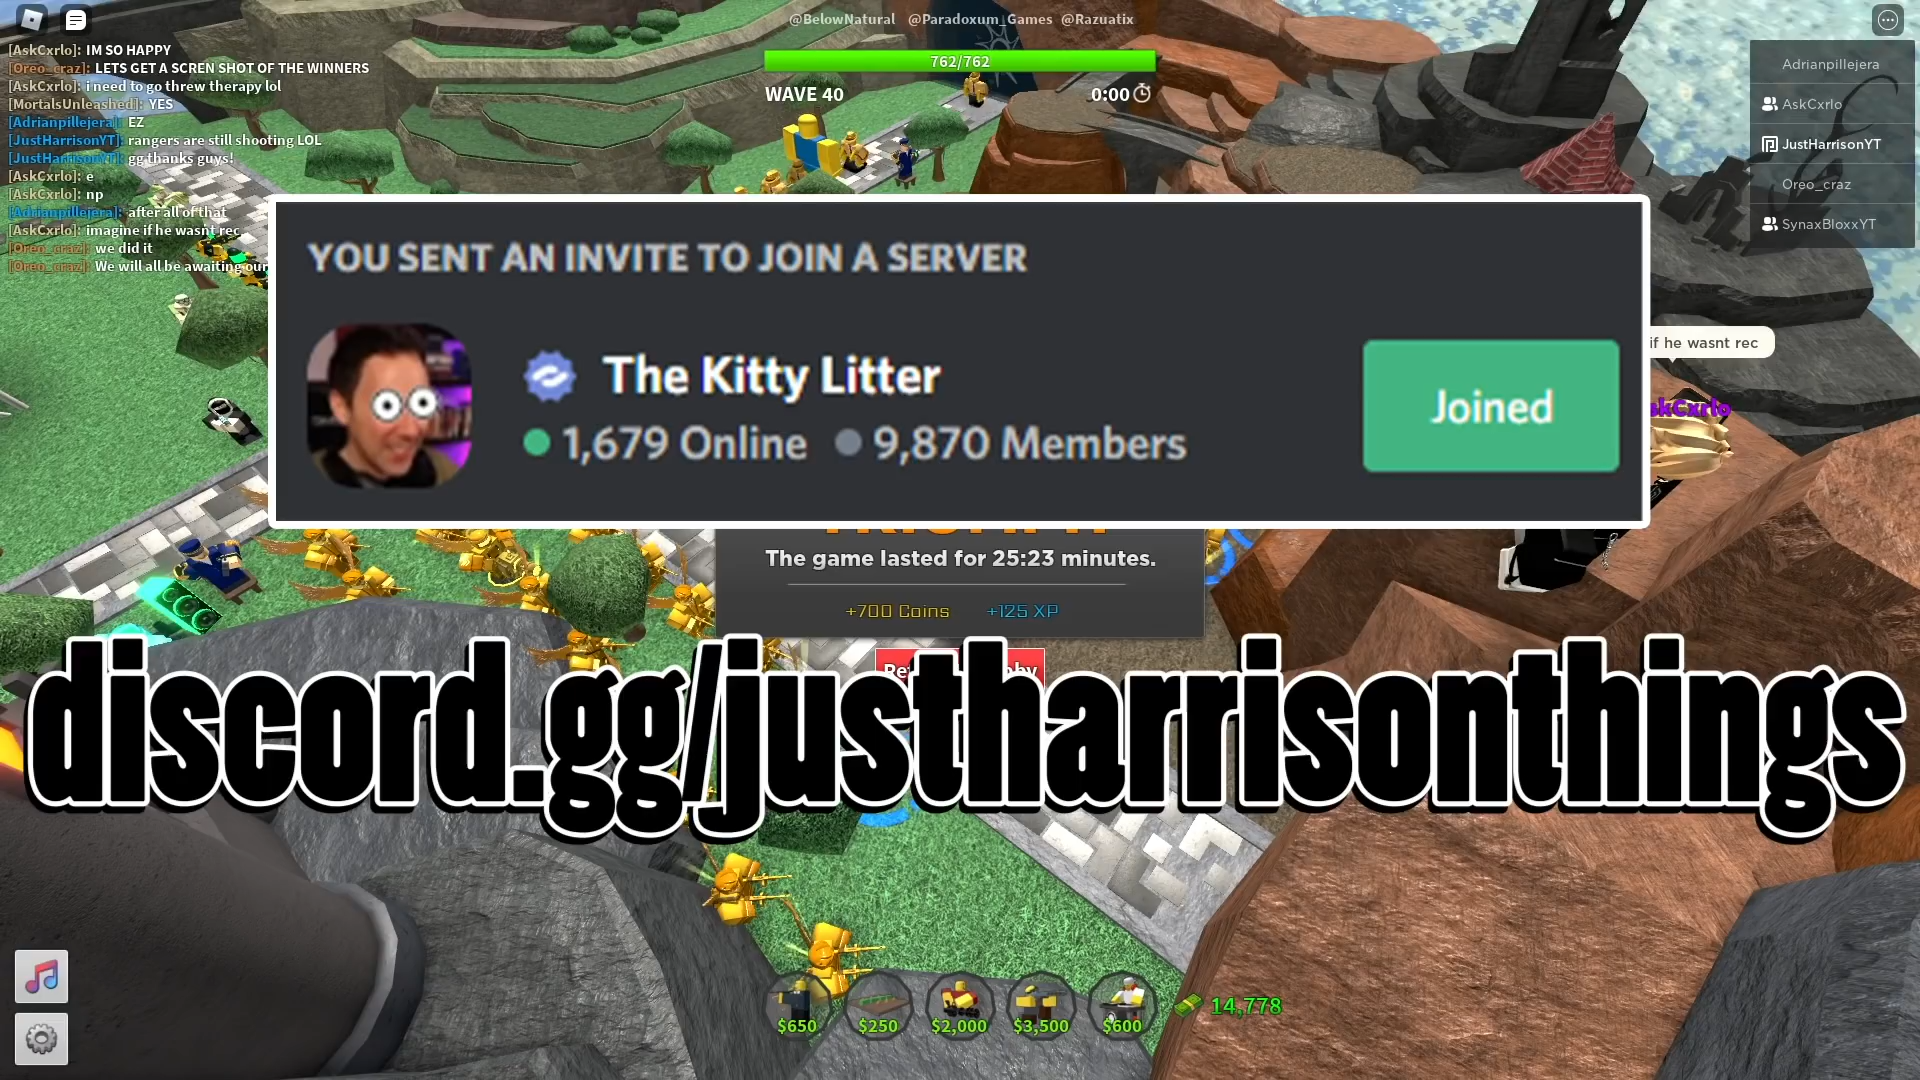 @BelowNatural @Paradoxum_Games @Razuatix
[AskCxrlo]: IM SO HAPPY
[Oreo_craz]: LETS GET A SCREN SHOT OF THE WINNERS
[AskCxrlo]: i need to go threw therapy lol
[MortalsUnleashed]: YES
[Adrianpillejera]: EZ
[JustHarrisonYT]: rangers are still shooting LOL
[JustHarrisonYT]: gg thanks guys!
[AskCxrlo]: e
[AskCxrlo]: np
[Adrianpillejera]: after all of that
[AskCxrlo]: imagine if he wasnt rec
[Oreo_craz]: we did it
[Oreo_craz]: We will all be awaiting our
762/762
WAVE 40 0:00
Adrianpillejera
AskCxrlo
JustHarrisonYT
Oreo_craz
SynaxBloxxYT
YOU SENT AN INVITE TO JOIN A SERVER
The Kitty Litter
1,679 Online 9,870 Members
Joined
if he wasnt rec
skCxrlo
The game lasted for 25:23 minutes.
+700 Coins +125 XP
discord.gg/justharrisonthings
$650 $250 $2,000 $3,500 $600 14,778